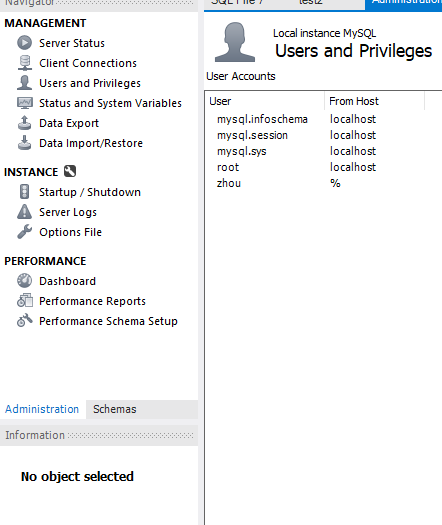 Navigator
MANAGEMENT
Server Status
Client Connections
Users and Privileges
Status and System Variables
Data Export
Data Import/Restore
INSTANCE
Startup / Shutdown
Server Logs
Options File
PERFORMANCE
Dashboard
Performance Reports
Performance Schema Setup
Administration Schemas
Information
No object selected
SQL File 7 test2 Administration
Local instance MySQL
Users and Privileges
User Accounts
User From Host
mysql.infoschema localhost
mysql.session localhost
mysql.sys localhost
root localhost
zhou %